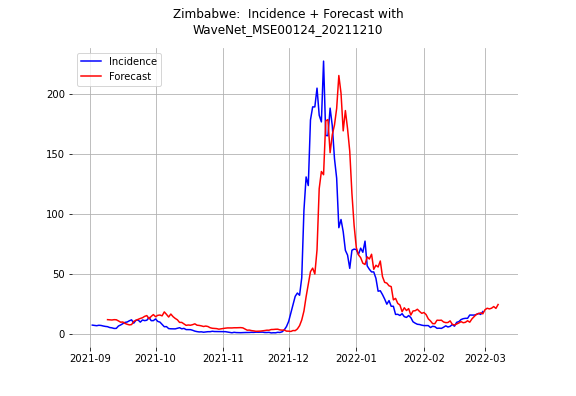 Zimbabwe:  Incidence + Forecast with
WaveNet_MSE00124_20211210
Incidence
Forecast
200
150
100
50
0
2021-09 2021-10 2021-11 2021-12 2022-01 2022-02 2022-03